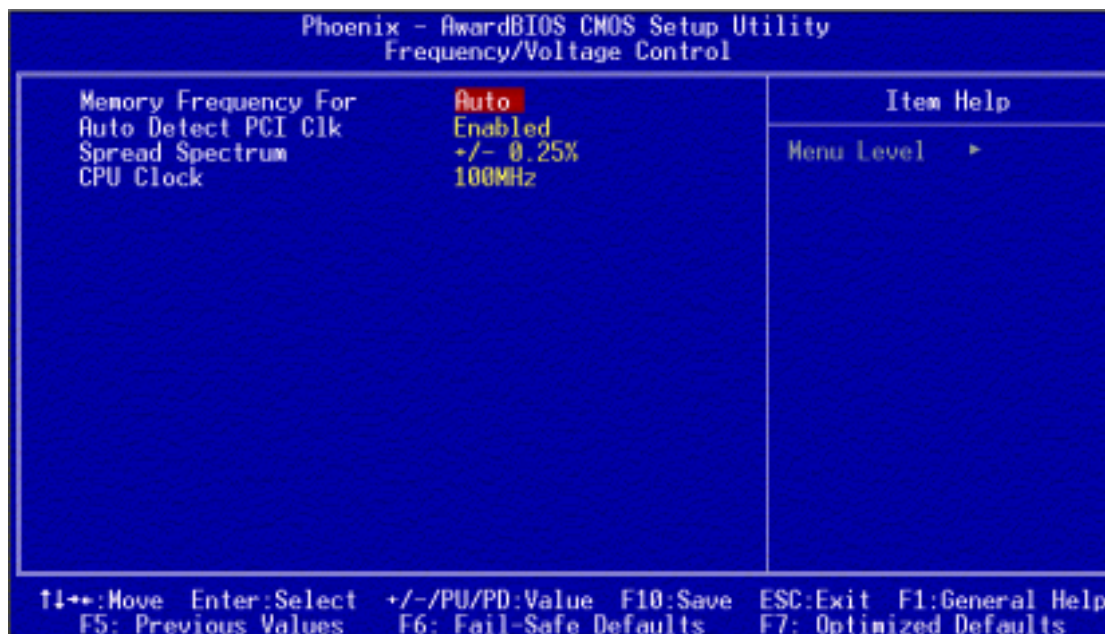 Phoenix - AwardBIOS CMOS Setup Utility
Frequency/Voltage Control
Memory Frequency For Auto
Auto Detect PCI Clk Enabled
Spread Spectrum +/- 0.25%
CPU Clock 100MHz
Item Help
Menu Level ►
↑↓→←:Move Enter:Select +/-/PU/PD:Value F10:Save ESC:Exit F1:General Help
F5: Previous Values F6: Fail-Safe Defaults F7: Optimized Defaults